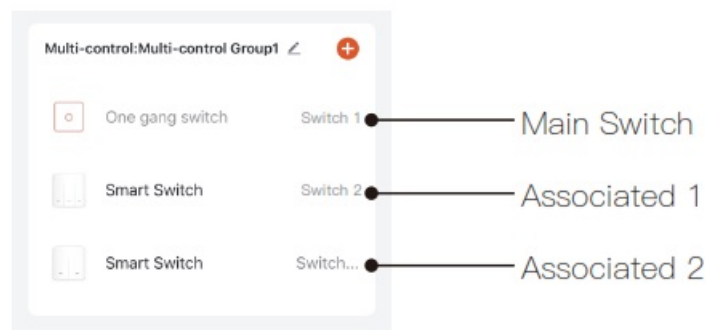 Multi-control:Multi-control Group1
One gang switch Switch 1 Main Switch
Smart Switch Switch 2 Associated 1
Smart Switch Switch... Associated 2